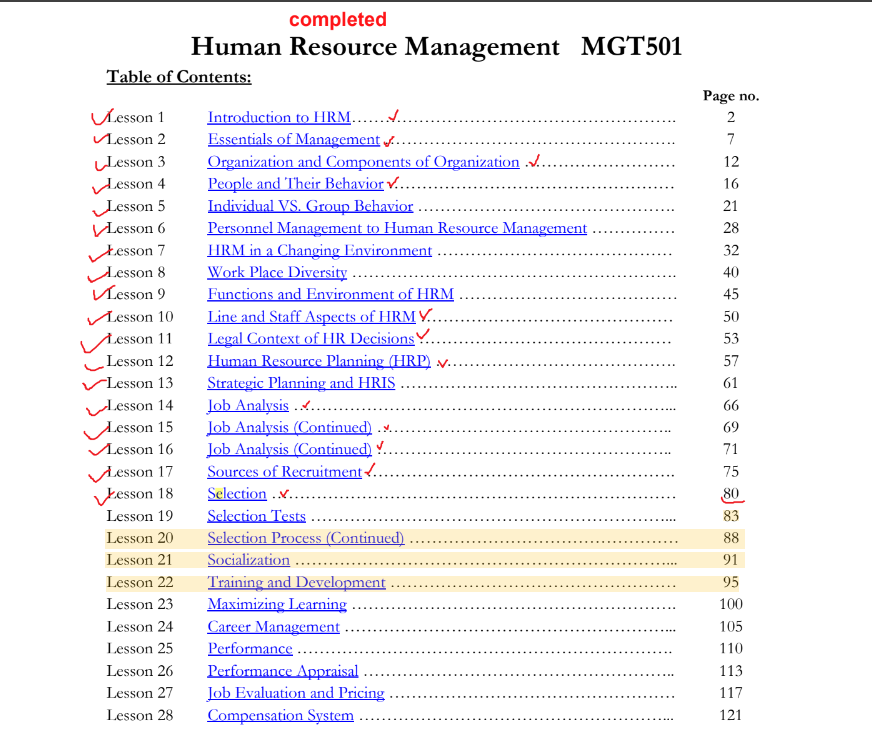 completed
Human Resource Management MGT501
Table of Contents:
Page no.
Lesson 1 Introduction to HRM…………………………………………………………. 2
Lesson 2 Essentials of Management……………………………………………………. 7
Lesson 3 Organization and Components of Organization ……………………………… 12
Lesson 4 People and Their Behavior…………………………………………………… 16
Lesson 5 Individual VS. Group Behavior ………………………………………………. 21
Lesson 6 Personnel Management to Human Resource Management …………… 28
Lesson 7 HRM in a Changing Environment …………………………………………… 32
Lesson 8 Work Place Diversity ………………………………………………………….. 40
Lesson 9 Functions and Environment of HRM ………………………………………… 45
Lesson 10 Line and Staff Aspects of HRM ……………………………………………… 50
Lesson 11 Legal Context of HR Decisions ……………………………………………… 53
Lesson 12 Human Resource Planning (HRP) …………………………………………… 57
Lesson 13 Strategic Planning and HRIS ………………………………………………….. 61
Lesson 14 Job Analysis …………………………………………………………………... 66
Lesson 15 Job Analysis (Continued) …………………………………………………….. 69
Lesson 16 Job Analysis (Continued) …………………………………………………….. 71
Lesson 17 Sources of Recruitment ………………………………………………………. 75
Lesson 18 Selection ……………………………………………………………………… 80
Lesson 19 Selection Tests ………………………………………………………………... 83
Lesson 20 Selection Process (Continued) ……………………………………………… 88
Lesson 21 Socialization …………………………………………………………………... 91
Lesson 22 Training and Development …………………………………………………. 95
Lesson 23 Maximizing Learning ………………………………………………………. 100
Lesson 24 Career Management ………………………………………………………... 105
Lesson 25 Performance ………………………………………………………………. 110
Lesson 26 Performance Appraisal …………………………………………………….. 113
Lesson 27 Job Evaluation and Pricing ………………………………………………… 117
Lesson 28 Compensation System ……………………………………………………... 121